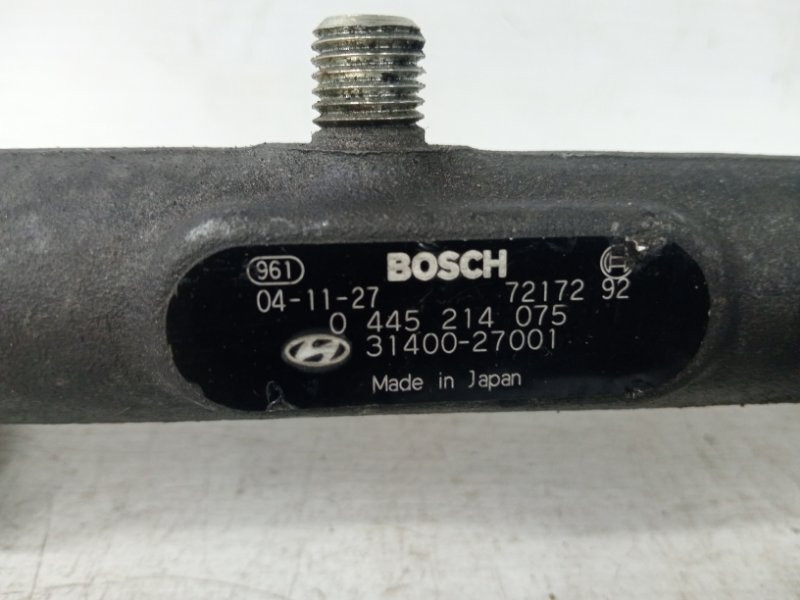 961 BOSCH
04-11-27 72172 92
0 445 214 075
31400-27001
Made in Japan